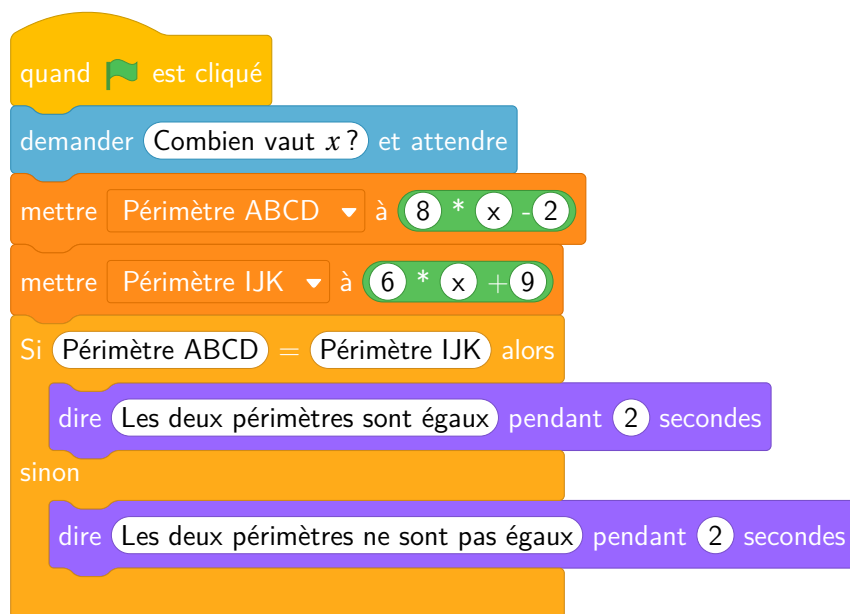 quand est cliqué
demander Combien vaut x ? et attendre
mettre Périmètre ABCD à 8 * x - 2
mettre Périmètre IJK à 6 * x + 9
Si Périmètre ABCD = Périmètre IJK alors
dire Les deux périmètres sont égaux pendant 2 secondes
sinon
dire Les deux périmètres ne sont pas égaux pendant 2 secondes